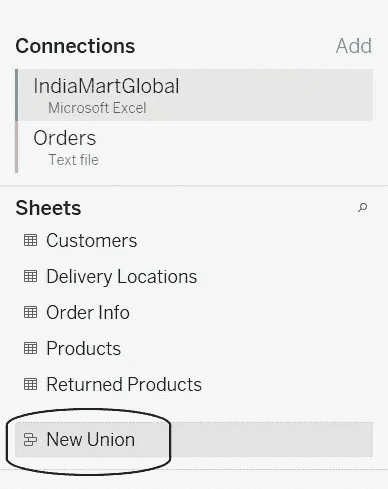 Connections Add
IndiaMartGlobal
Microsoft Excel
Orders
Text file
Sheets
Customers
Delivery Locations
Order Info
Products
Returned Products
New Union